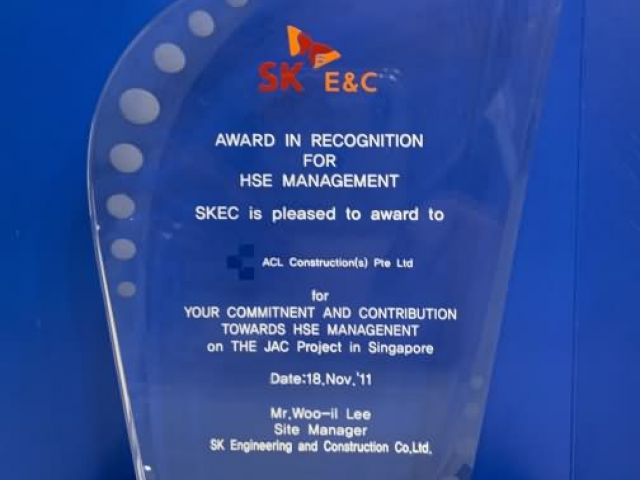 SK E&C
AWARD IN RECOGNITION
FOR
HSE MANAGEMENT
SKEC is pleased to award to
ACL Construction(s) Pte Ltd
for
YOUR COMMITNENT AND CONTRIBUTION
TOWARDS HSE MANAGENENT
on THE JAC Project in Singapore
Date:18.Nov.'11
Mr.Woo-il Lee
Site Manager
SK Engineering and Construction Co.Ltd.